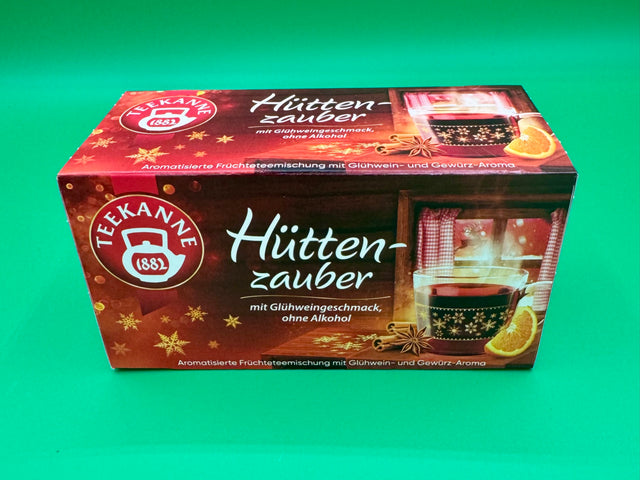 TEEKANNE
1882
Hütten-
zauber
mit Glühweingeschmack,
ohne Alkohol
Aromatisierte Früchteteemischung mit Glühwein- und Gewürz-Aroma
TEEKANNE
1882
Hütten-
zauber
mit Glühweingeschmack,
ohne Alkohol
Aromatisierte Früchteteemischung mit Glühwein- und Gewürz-Aroma